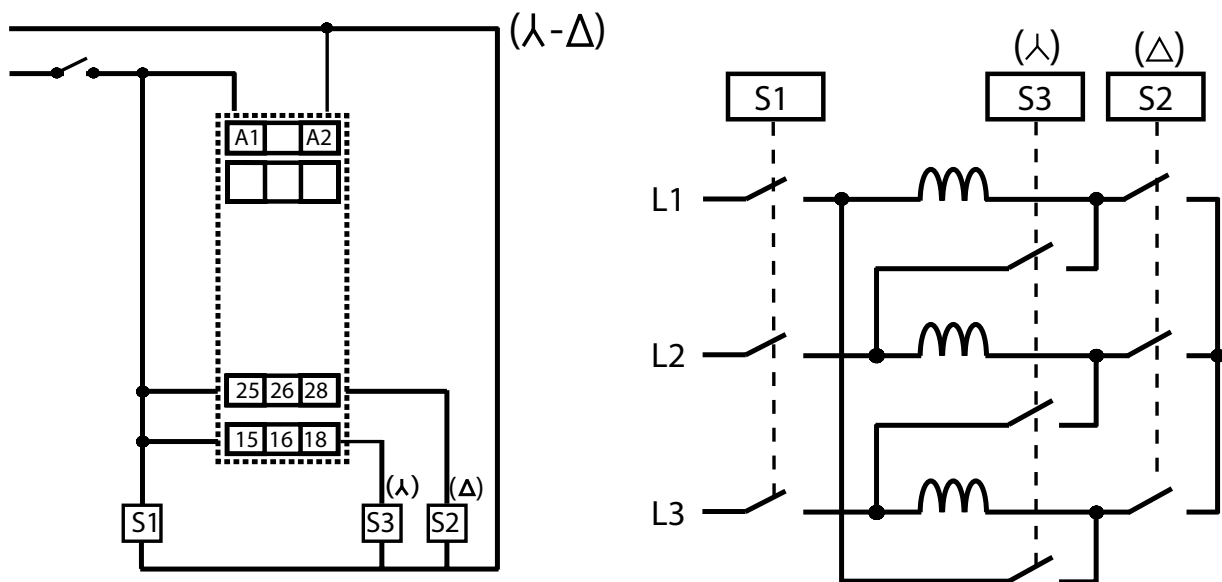 (⅄-Δ)
A1 A2
25 26 28
15 16 18
(⅄) (Δ)
S1 S3 S2
(⅄) (△)
S1 S3 S2
L1
L2
L3